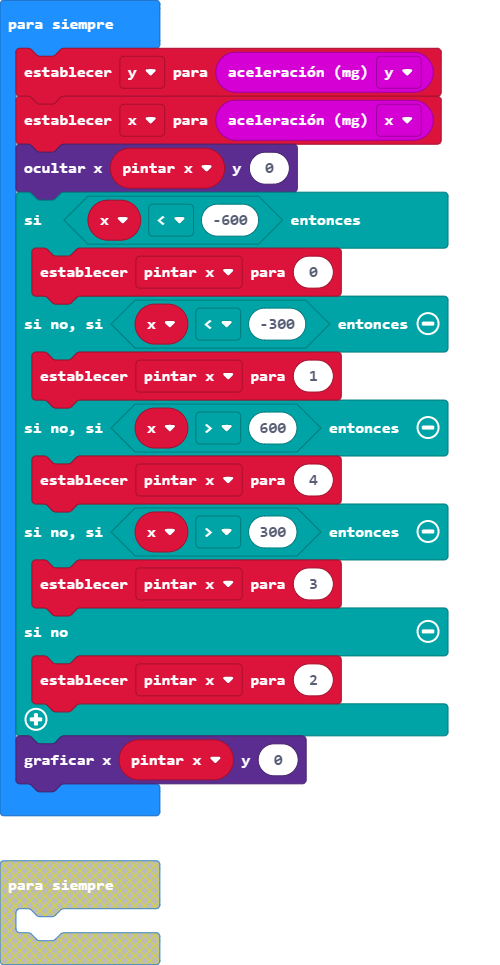 para siempre
establecer y para aceleración (mg) y
establecer x para aceleración (mg) x
ocultar x pintar x y 0
si x < -600 entonces
establecer pintar x para 0
si no, si x < -300 entonces
establecer pintar x para 1
si no, si x > 600 entonces
establecer pintar x para 4
si no, si x > 300 entonces
establecer pintar x para 3
si no
establecer pintar x para 2
graficar x pintar x y 0
para siempre